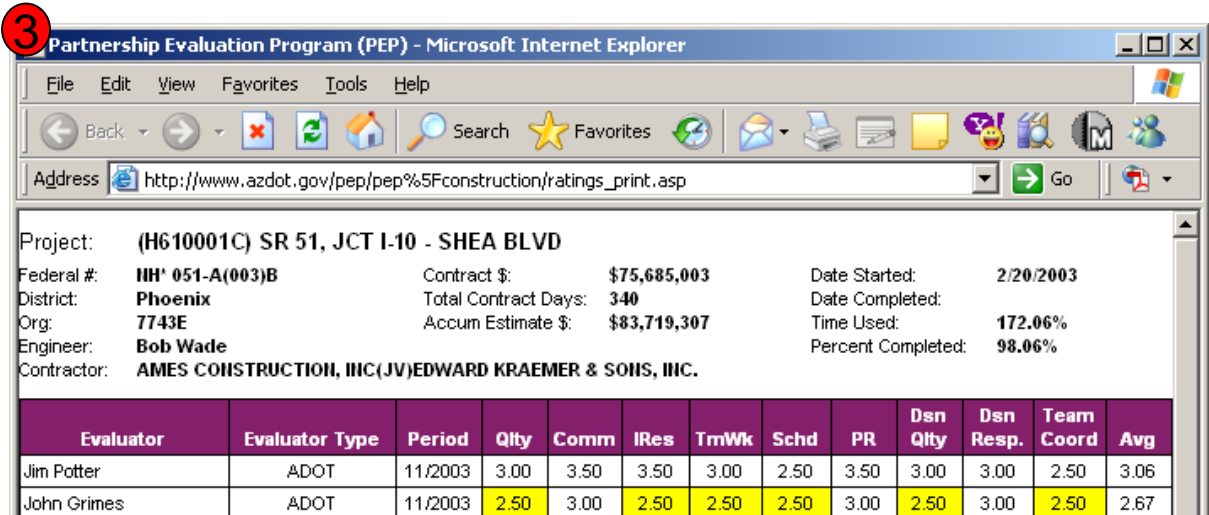 3
Partnership Evaluation Program (PEP) - Microsoft Internet Explorer
File Edit View Favorites Tools Help
Back Search Favorites
Address http://www.azdot.gov/pep/pep%5Fconstruction/ratings_print.asp Go
Project: (H610001C) SR 51, JCT I-10 - SHEA BLVD
Federal #: NH* 051-A(003)B Contract $: $75,685,003 Date Started: 2/20/2003
District: Phoenix Total Contract Days: 340 Date Completed:
Org: 7743E Accum Estimate $: $83,719,307 Time Used: 172.06%
Engineer: Bob Wade Percent Completed: 98.06%
Contractor: AMES CONSTRUCTION, INC(JV)EDWARD KRAEMER & SONS, INC.
Evaluator Evaluator Type Period Qlty Comm IRes TmWk Schd PR Dsn Qlty Dsn Resp. Team Coord Avg
Jim Potter ADOT 11/2003 3.00 3.50 3.50 3.00 2.50 3.50 3.00 3.00 2.50 3.06
John Grimes ADOT 11/2003 2.50 3.00 2.50 2.50 2.50 3.00 2.50 3.00 2.50 2.67